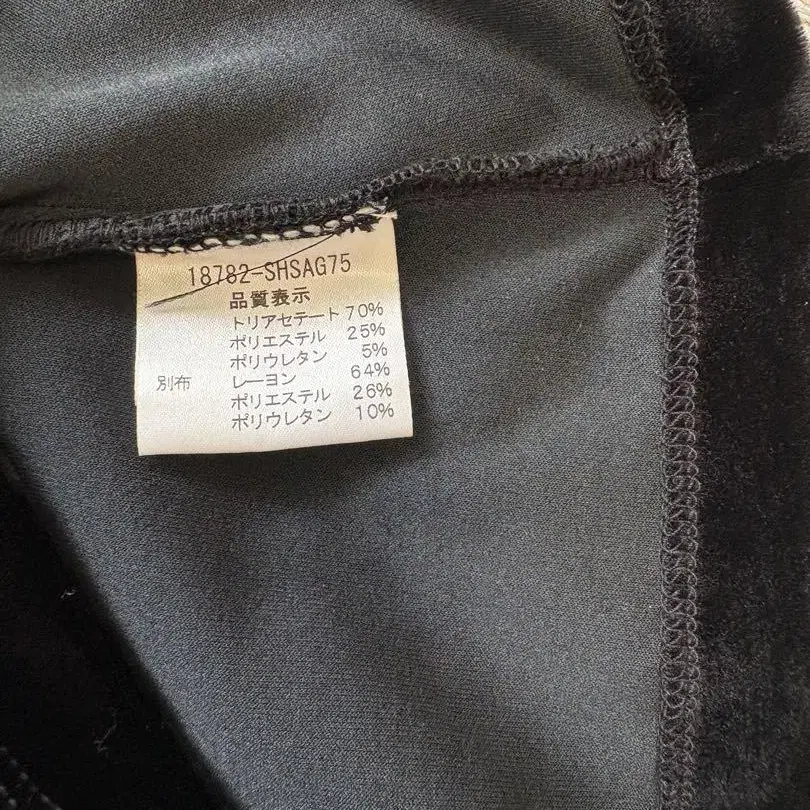 18782-SHSAG75
品質表示
トリアセテート 70%
ポリエステル 25%
ポリウレタン 5%
別布 レーヨン 64%
ポリエステル 26%
ポリウレタン 10%